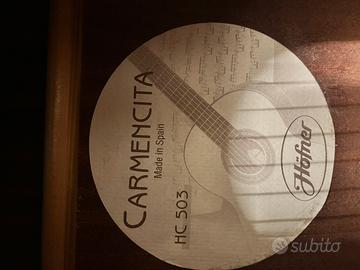 CARMENCITA
Made in Spain
HC 503
Höfner
subito